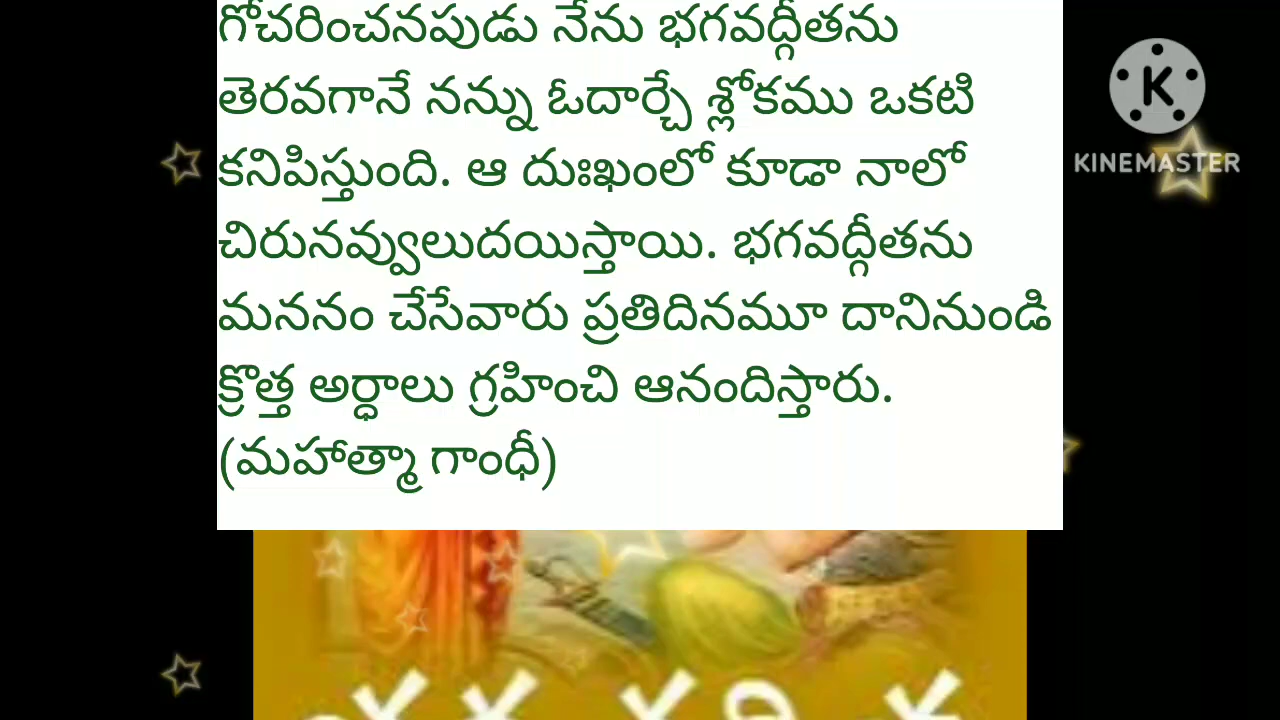 గోచరించనపుడు నేను భగవద్గీతను
తెరవగానే నన్ను ఓదార్చే శ్లోకము ఒకటి
కనిపిస్తుంది. ఆ దుఃఖంలో కూడా నాలో
చిరునవ్వులుదయిస్తాయి. భగవద్గీతను
మననం చేసేవారు ప్రతిదినమూ దానినుండి
క్రొత్త అర్ధాలు గ్రహించి ఆనందిస్తారు.
(మహాత్మా గాంధీ)
K
KINEMASTER